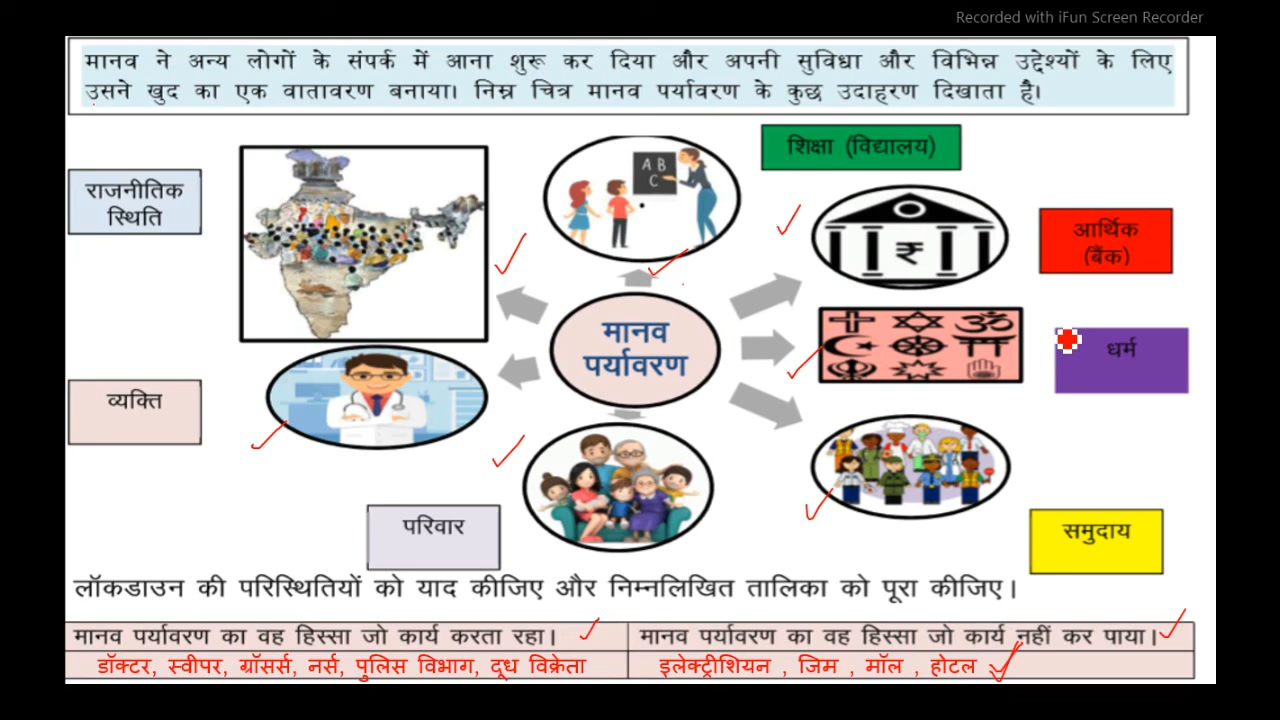 Recorded with iFun Screen Recorder
मानव ने अन्य लोगों के संपर्क में आना शुरू कर दिया और अपनी सुविधा और विभिन्न उद्देश्यों के लिए
उसने खुद का एक वातावरण बनाया। निम्न चित्र मानव पर्यावरण के कुछ उदाहरण दिखाता है।
शिक्षा (विद्यालय)
राजनीतिक
स्थिति
A B
C
₹
आर्थिक
(बैंक)
मानव
पर्यावरण
धर्म
ॐ
व्यक्ति
परिवार
समुदाय
लॉकडाउन की परिस्थितियों को याद कीजिए और निम्नलिखित तालिका को पूरा कीजिए।
मानव पर्यावरण का वह हिस्सा जो कार्य करता रहा।
मानव पर्यावरण का वह हिस्सा जो कार्य नहीं कर पाया।
डॉक्टर, स्वीपर, ग्रॉसर्स, नर्स, पुलिस विभाग, दूध विक्रेता
इलेक्ट्रीशियन , जिम , मॉल , होटल